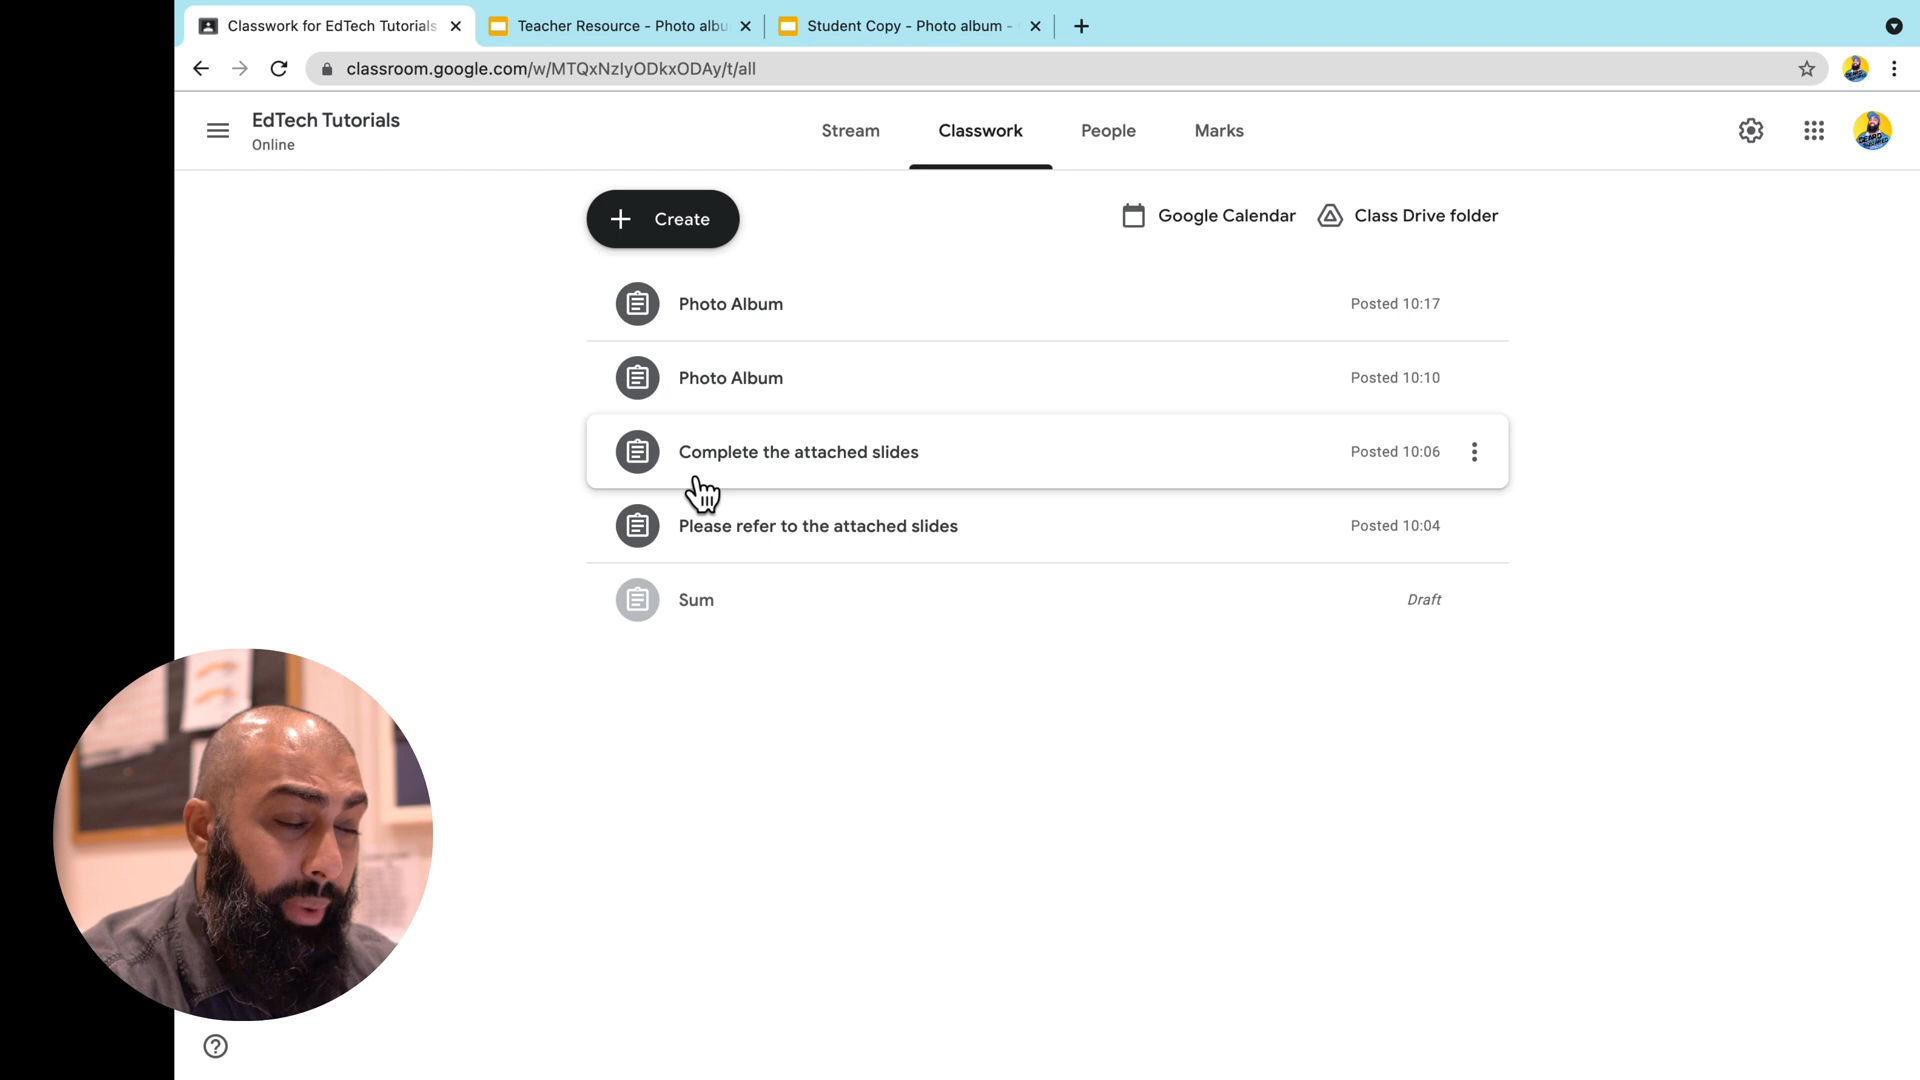 Classwork for EdTech Tutorials
Teacher Resource - Photo albu
Student Copy - Photo album -
classroom.google.com/w/MTQxNzIyODkxODAy/t/all
EdTech Tutorials
Online
Stream
Classwork
People
Marks
Create
Google Calendar
Class Drive folder
Photo Album
Posted 10:17
Photo Album
Posted 10:10
Complete the attached slides
Posted 10:06
Please refer to the attached slides
Posted 10:04
Sum
Draft